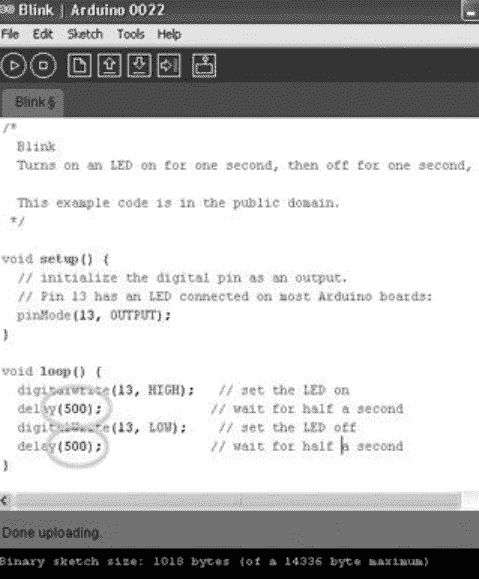 Blink | Arduino 0022
File Edit Sketch Tools Help
Blink §
/*
  Blink
  Turns on an LED on for one second, then off for one second,

  This example code is in the public domain.
 */

void setup() {
  // initialize the digital pin as an output.
  // Pin 13 has an LED connected on most Arduino boards:
  pinMode(13, OUTPUT);
}

void loop() {
  digitalWrite(13, HIGH);   // set the LED on
  delay(500);              // wait for half a second
  digitalWrite(13, LOW);    // set the LED off
  delay(500);              // wait for half a second
}
Done uploading.
Binary sketch size: 1018 bytes (of a 14336 byte maximum)